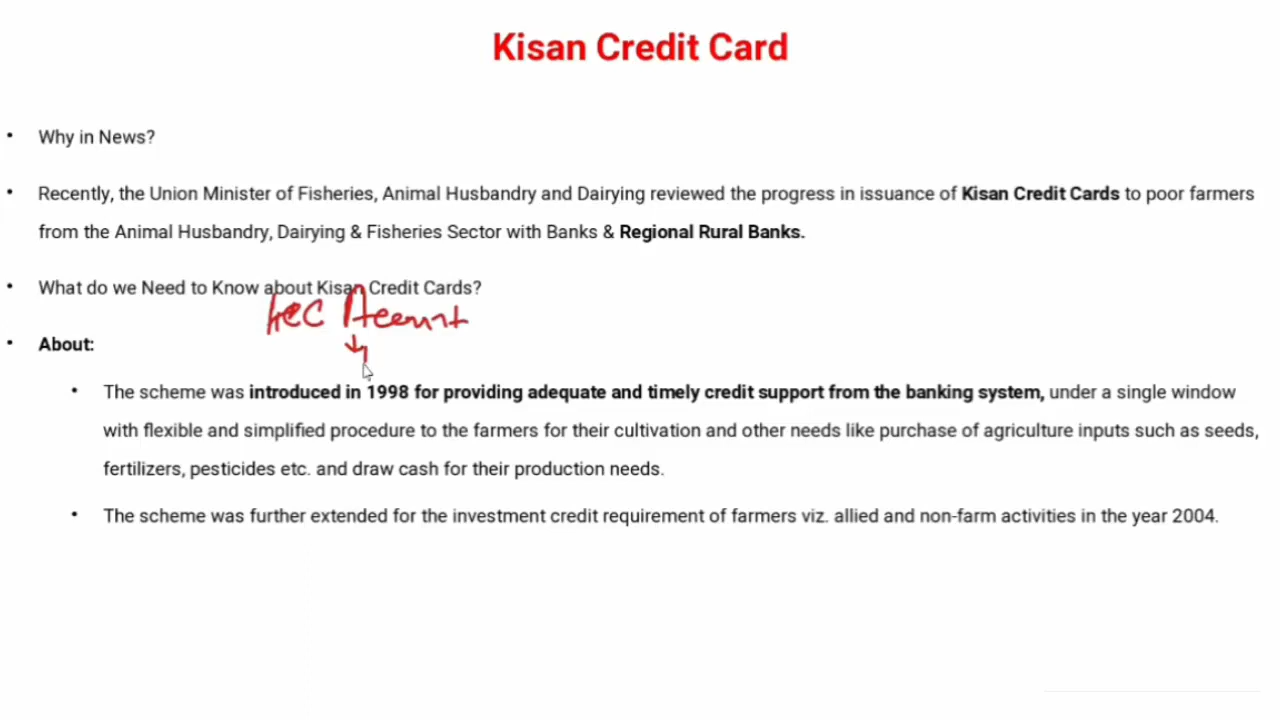 Kisan Credit Card
• Why in News?
• Recently, the Union Minister of Fisheries, Animal Husbandry and Dairying reviewed the progress in issuance of Kisan Credit Cards to poor farmers
from the Animal Husbandry, Dairying & Fisheries Sector with Banks & Regional Rural Banks.
• What do we Need to Know about Kisan Credit Cards?
Account
• About:
• The scheme was introduced in 1998 for providing adequate and timely credit support from the banking system, under a single window
with flexible and simplified procedure to the farmers for their cultivation and other needs like purchase of agriculture inputs such as seeds,
fertilizers, pesticides etc. and draw cash for their production needs.
• The scheme was further extended for the investment credit requirement of farmers viz. allied and non-farm activities in the year 2004.